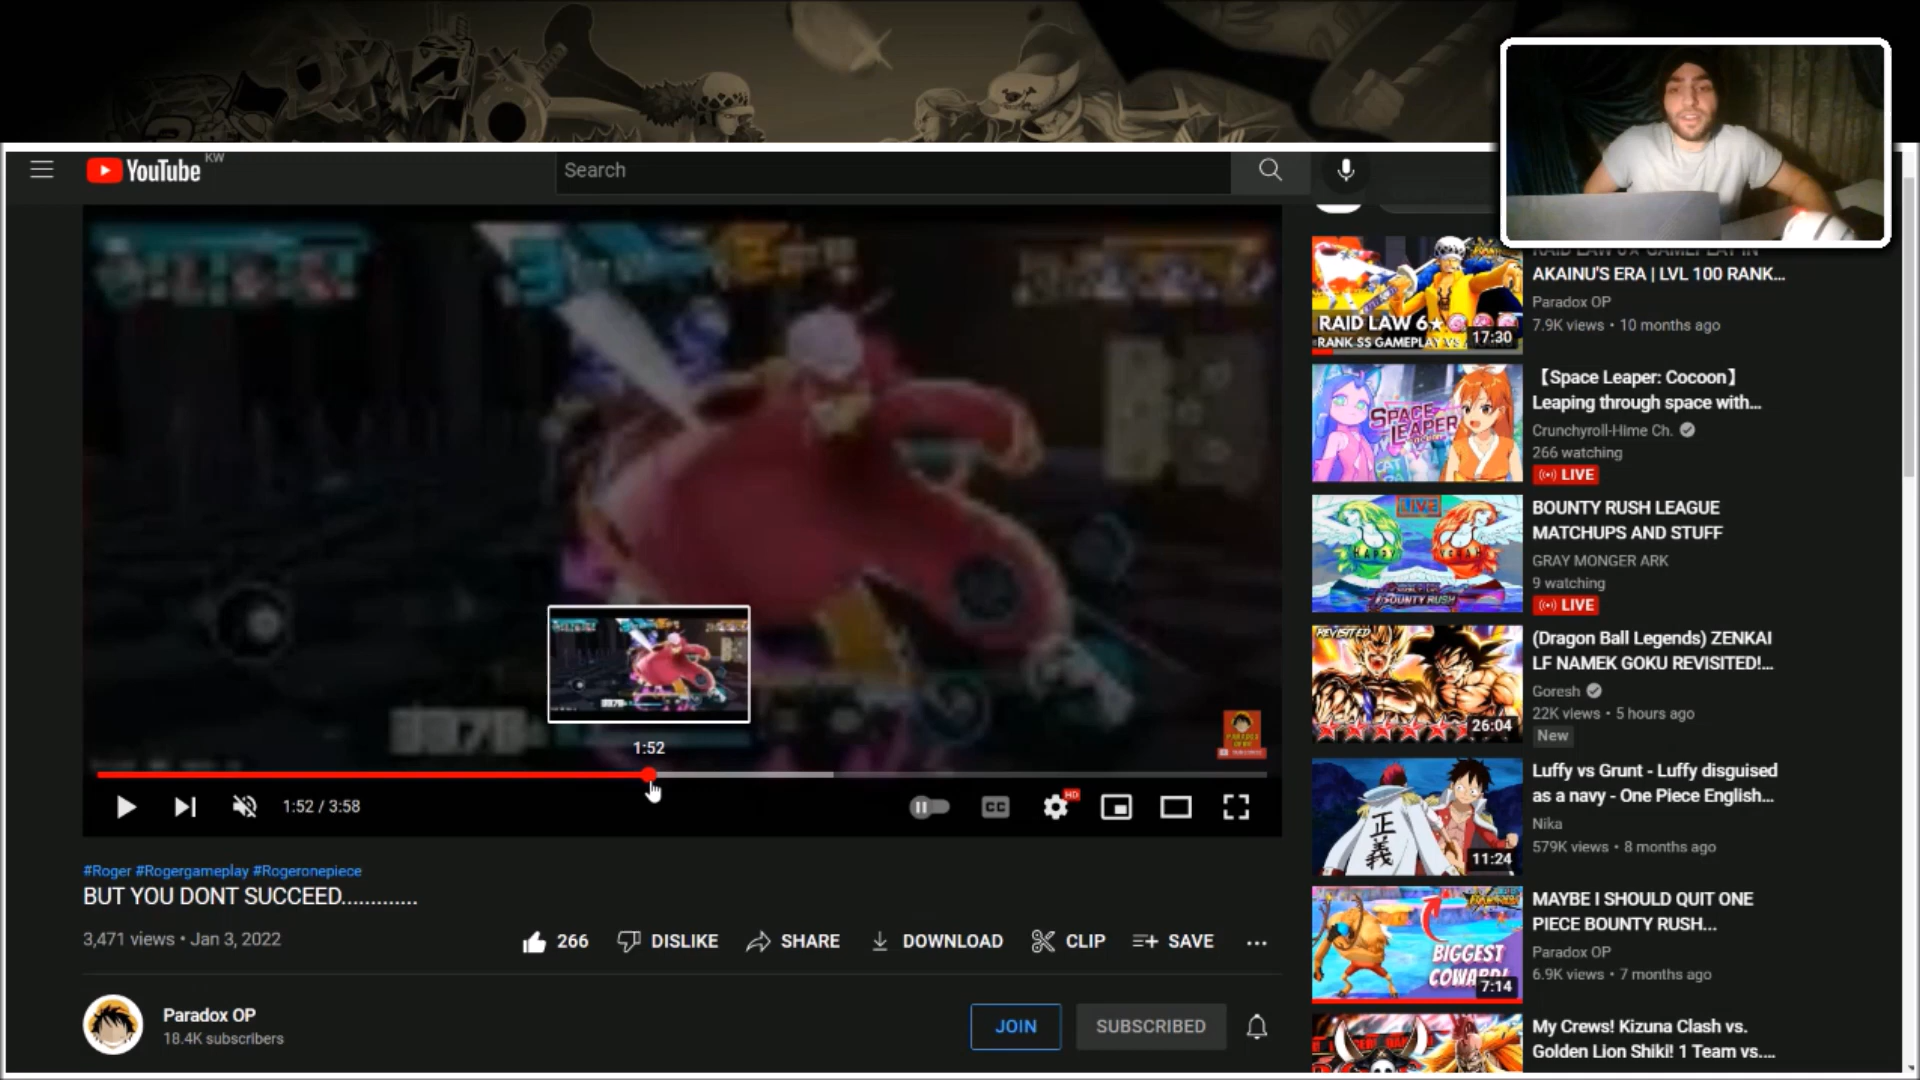 YouTube KW
Search
1:52
1:52 / 3:58
CC
HD
#Roger #Rogergameplay #Rogeronepiece
BUT YOU DONT SUCCEED.............
3,471 views • Jan 3, 2022
266
DISLIKE
SHARE
DOWNLOAD
CLIP
SAVE
Paradox OP
18.4K subscribers
JOIN
SUBSCRIBED
RAID LAW 6★
RANK SS GAMEPLAY VS
17:30
AKAINU'S ERA | LVL 100 RANK...
Paradox OP
7.9K views • 10 months ago
SPACE
LEAPER
【Space Leaper: Cocoon】
Leaping through space with...
Crunchyroll-Hime Ch.
266 watching
LIVE
LIVE
BOUNTY RUSH
BOUNTY RUSH LEAGUE
MATCHUPS AND STUFF
GRAY MONGER ARK
9 watching
LIVE
REVISITED
26:04
(Dragon Ball Legends) ZENKAI
LF NAMEK GOKU REVISITED!...
Goresh
22K views • 5 hours ago
New
正義
11:24
Luffy vs Grunt - Luffy disguised
as a navy - One Piece English...
Nika
579K views • 8 months ago
BIGGEST
COWARD!
7:14
MAYBE I SHOULD QUIT ONE
PIECE BOUNTY RUSH...
Paradox OP
6.9K views • 7 months ago
My Crews! Kizuna Clash vs.
Golden Lion Shiki! 1 Team vs....